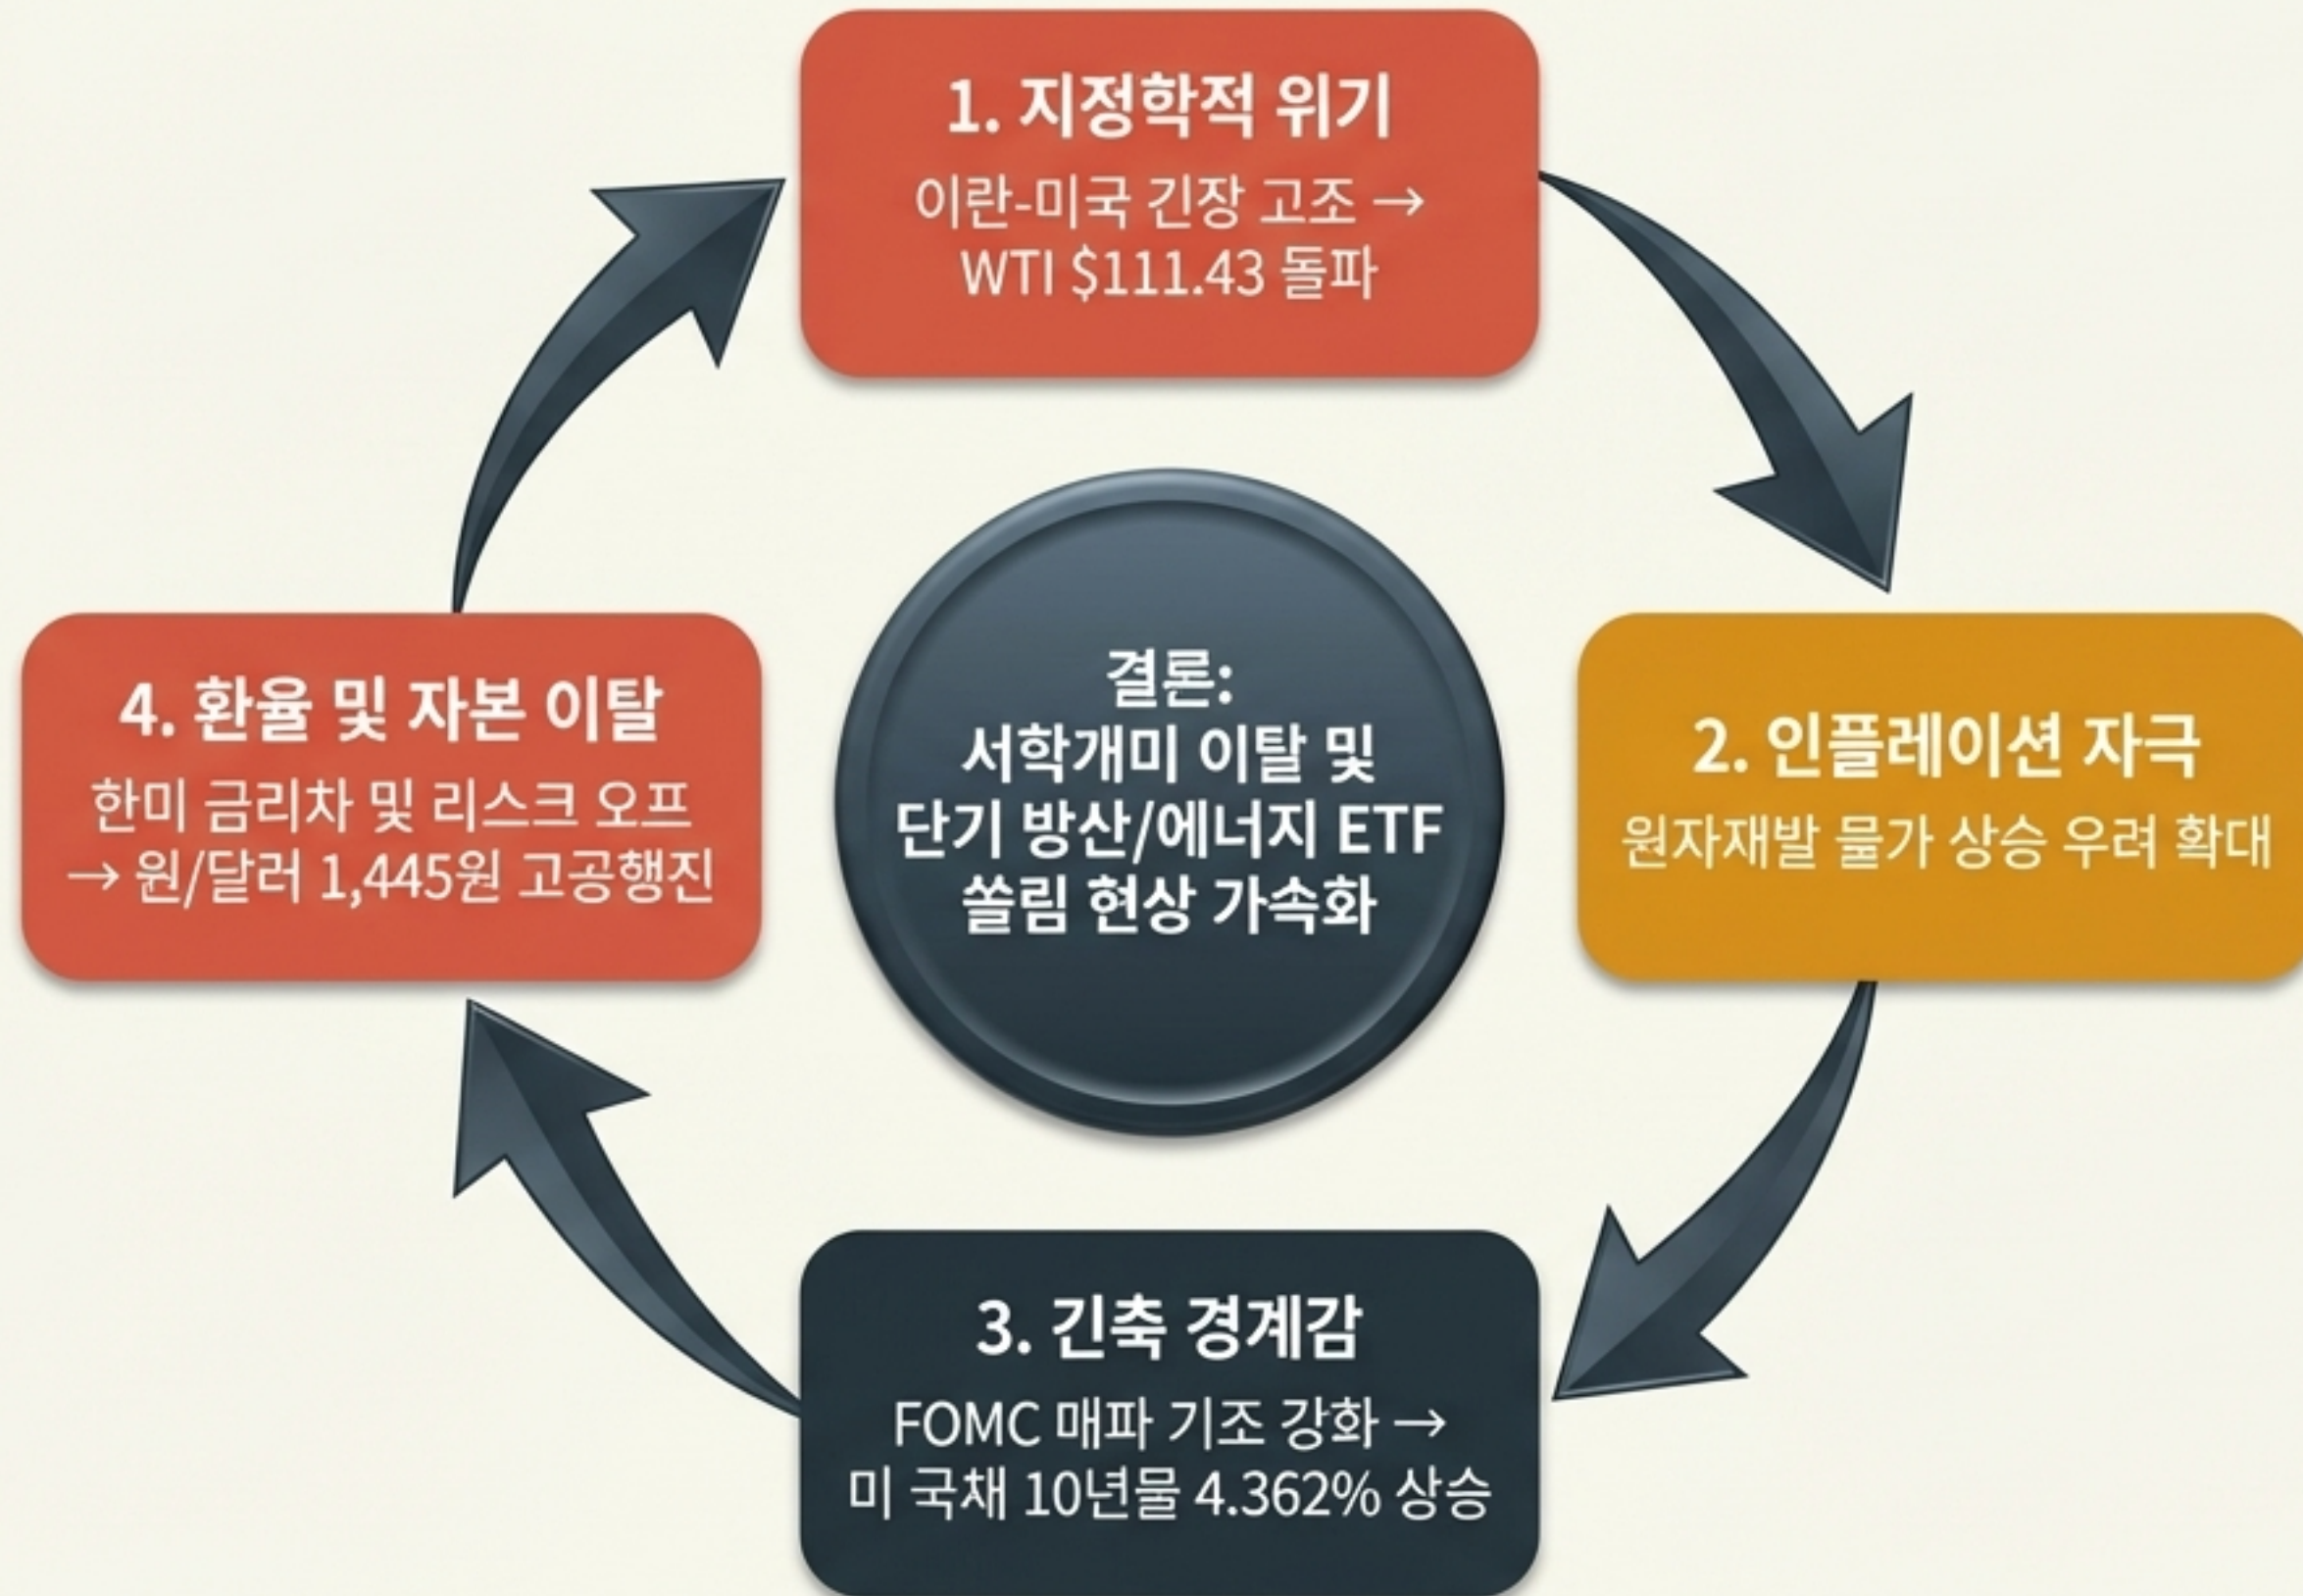 1. 지정학적 위기
이란-미국 긴장 고조 →
WTI $111.43 돌파
2. 인플레이션 자극
원자재발 물가 상승 우려 확대
3. 긴축 경계감
FOMC 매파 기조 강화 →
미 국채 10년물 4.362% 상승
4. 환율 및 자본 이탈
한미 금리차 및 리스크 오프
→ 원/달러 1,445원 고공행진
결론:
서학개미 이탈 및
단기 방산/에너지 ETF
쏠림 현상 가속화